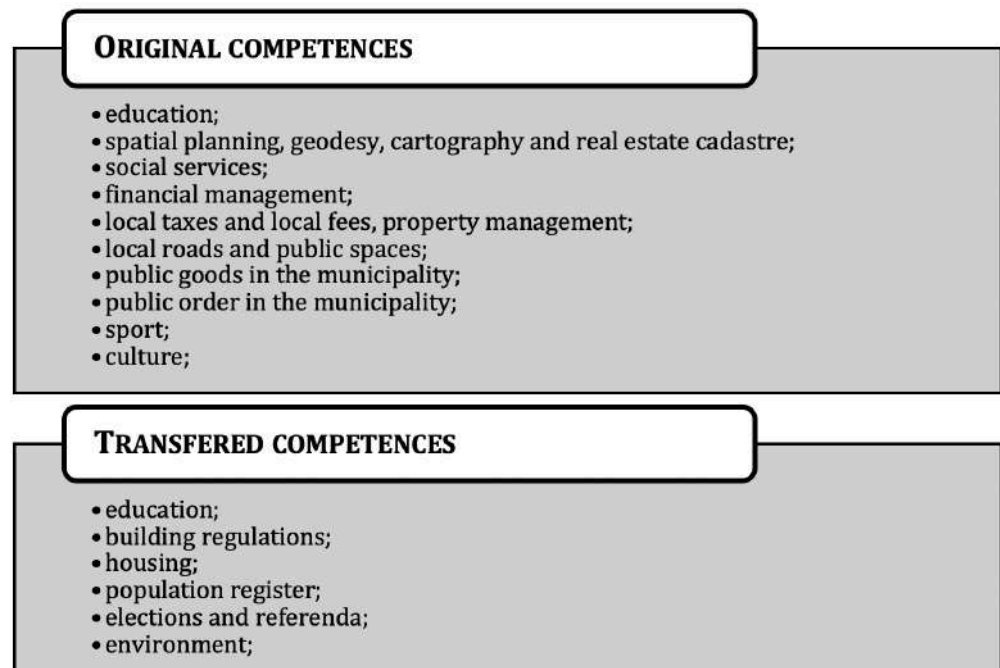 ORIGINAL COMPETENCES
• education;
• spatial planning, geodesy, cartography and real estate cadastre;
• social services;
• financial management;
• local taxes and local fees, property management;
• local roads and public spaces;
• public goods in the municipality;
• public order in the municipality;
• sport;
• culture;
TRANSFERED COMPETENCES
• education;
• building regulations;
• housing;
• population register;
• elections and referenda;
• environment;